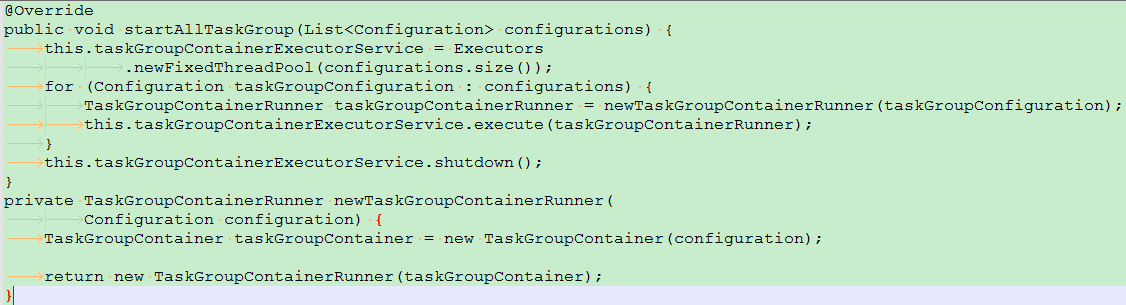 @Override
public void startAllTaskGroup(List<Configuration> configurations) {
    this.taskGroupContainerExecutorService = Executors
            .newFixedThreadPool(configurations.size());
    for (Configuration taskGroupConfiguration : configurations) {
        TaskGroupContainerRunner taskGroupContainerRunner = newTaskGroupContainerRunner(taskGroupConfiguration);
        this.taskGroupContainerExecutorService.execute(taskGroupContainerRunner);
    }
    this.taskGroupContainerExecutorService.shutdown();
}
private TaskGroupContainerRunner newTaskGroupContainerRunner(
        Configuration configuration) {
    TaskGroupContainer taskGroupContainer = new TaskGroupContainer(configuration);

    return new TaskGroupContainerRunner(taskGroupContainer);
}